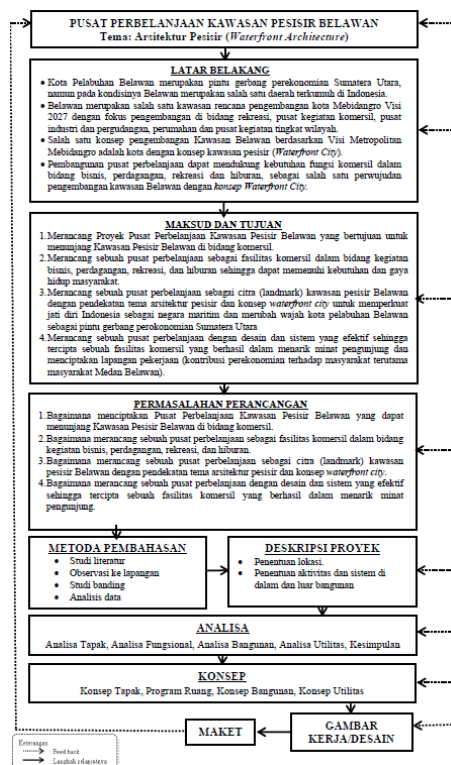 PUSAT PERBELANJAAN KAWASAN PESISIR BELAWAN
Tema: Arsitektur Pesisir (Waterfront Architecture)
LATAR BELAKANG
• Kota Pelabuhan Belawan merupakan pintu gerbang perekonomian Sumatera Utara,
namun pada kondisinya Belawan merupakan salah satu daerah terkumuh di Indonesia.
• Belawan merupakan salah satu kawasan rencana pengembangan kota Mebidangro Visi
2027 dengan fokus pengembangan di bidang rekreasi, pusat kegiatan komersil, pusat
industri dan pergudangan, perumahan dan pusat kegiatan tingkat wilayah.
• Salah satu konsep pengembangan Kawasan Belawan berdasarkan Visi Metropolitan
Mebidangro adalah kota dengan konsep kawasan pesisir (Waterfront City).
• Pembangunan pusat perbelanjaan dapat mendukung kebutuhan fungsi komersil dalam
bidang bisnis, perdagangan, rekreasi dan hiburan, sebagai salah satu perwujudan
pengembangan kawasan Belawan dengan konsep Waterfront City.
MAKSUD DAN TUJUAN
1.Merancang Proyek Pusat Perbelanjaan Kawasan Pesisir Belawan yang bertujuan untuk
menunjang Kawasan Pesisir Belawan di bidang komersil.
2.Merancang sebuah pusat perbelanjaan sebagai fasilitas komersil dalam bidang kegiatan
bisnis, perdagangan, rekreasi, dan hiburan sehingga dapat memenuhi kebutuhan dan gaya
hidup masyarakat.
3.Merancang sebuah pusat perbelanjaan sebagai citra (landmark) kawasan pesisir Belawan
dengan pendekatan tema arsitektur pesisir dan konsep waterfront city untuk memperkuat
jati diri Indonesia sebagai negara maritim dan merubah wajah kota pelabuhan Belawan
sebagai pintu gerbang perekonomian Sumatera Utara
4.Merancang sebuah pusat perbelanjaan dengan desain dan sistem yang efektif sehingga
tercipta sebuah fasilitas komersil yang berhasil dalam menarik minat pengunjung dan
menciptakan lapangan pekerjaan (kontribusi perekonomian terhadap masyarakat terutama
masyarakat Medan Belawan).
PERMASALAHAN PERANCANGAN
1.Bagaimana menciptakan Pusat Perbelanjaan Kawasan Pesisir Belawan yang dapat
menunjang Kawasan Pesisir Belawan di bidang komersil.
2.Bagaimana merancang sebuah pusat perbelanjaan sebagai fasilitas komersil dalam bidang
kegiatan bisnis, perdagangan, rekreasi, dan hiburan.
3.Bagaimana merancang sebuah pusat perbelanjaan sebagai citra (landmark) kawasan
pesisir Belawan dengan pendekatan tema arsitektur pesisir dan konsep waterfront city.
4.Bagaimana merancang sebuah pusat perbelanjaan dengan desain dan sistem yang efektif
sehingga tercipta sebuah fasilitas komersil yang berhasil dalam menarik minat
pengunjung.
METODA PEMBAHASAN
• Studi literatur
• Observasi ke lapangan
• Studi banding
• Analisis data
DESKRIPSI PROYEK
• Penentuan lokasi.
• Penentuan aktivitas dan sistem di
dalam dan luar bangunan
ANALISA
Analisa Tapak, Analisa Fungsional, Analisa Bangunan, Analisa Utilitas, Kesimpulan
KONSEP
Konsep Tapak, Program Ruang, Konsep Bangunan, Konsep Utilitas
MAKET
GAMBAR
KERJA/DESAIN
Keterangan
Feed back
Langkah selanjutnya